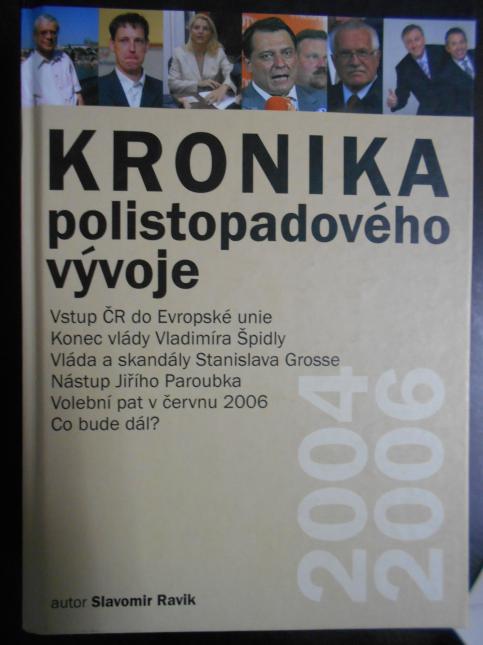 KRONIKA
polistopadového
vývoje
Vstup ČR do Evropské unie
Konec vlády Vladimíra Špidly
Vláda a skandály Stanislava Grosse
Nástup Jiřího Paroubka
Volební pat v červnu 2006
Co bude dál?
2004
2006
autor Slavomir Ravik